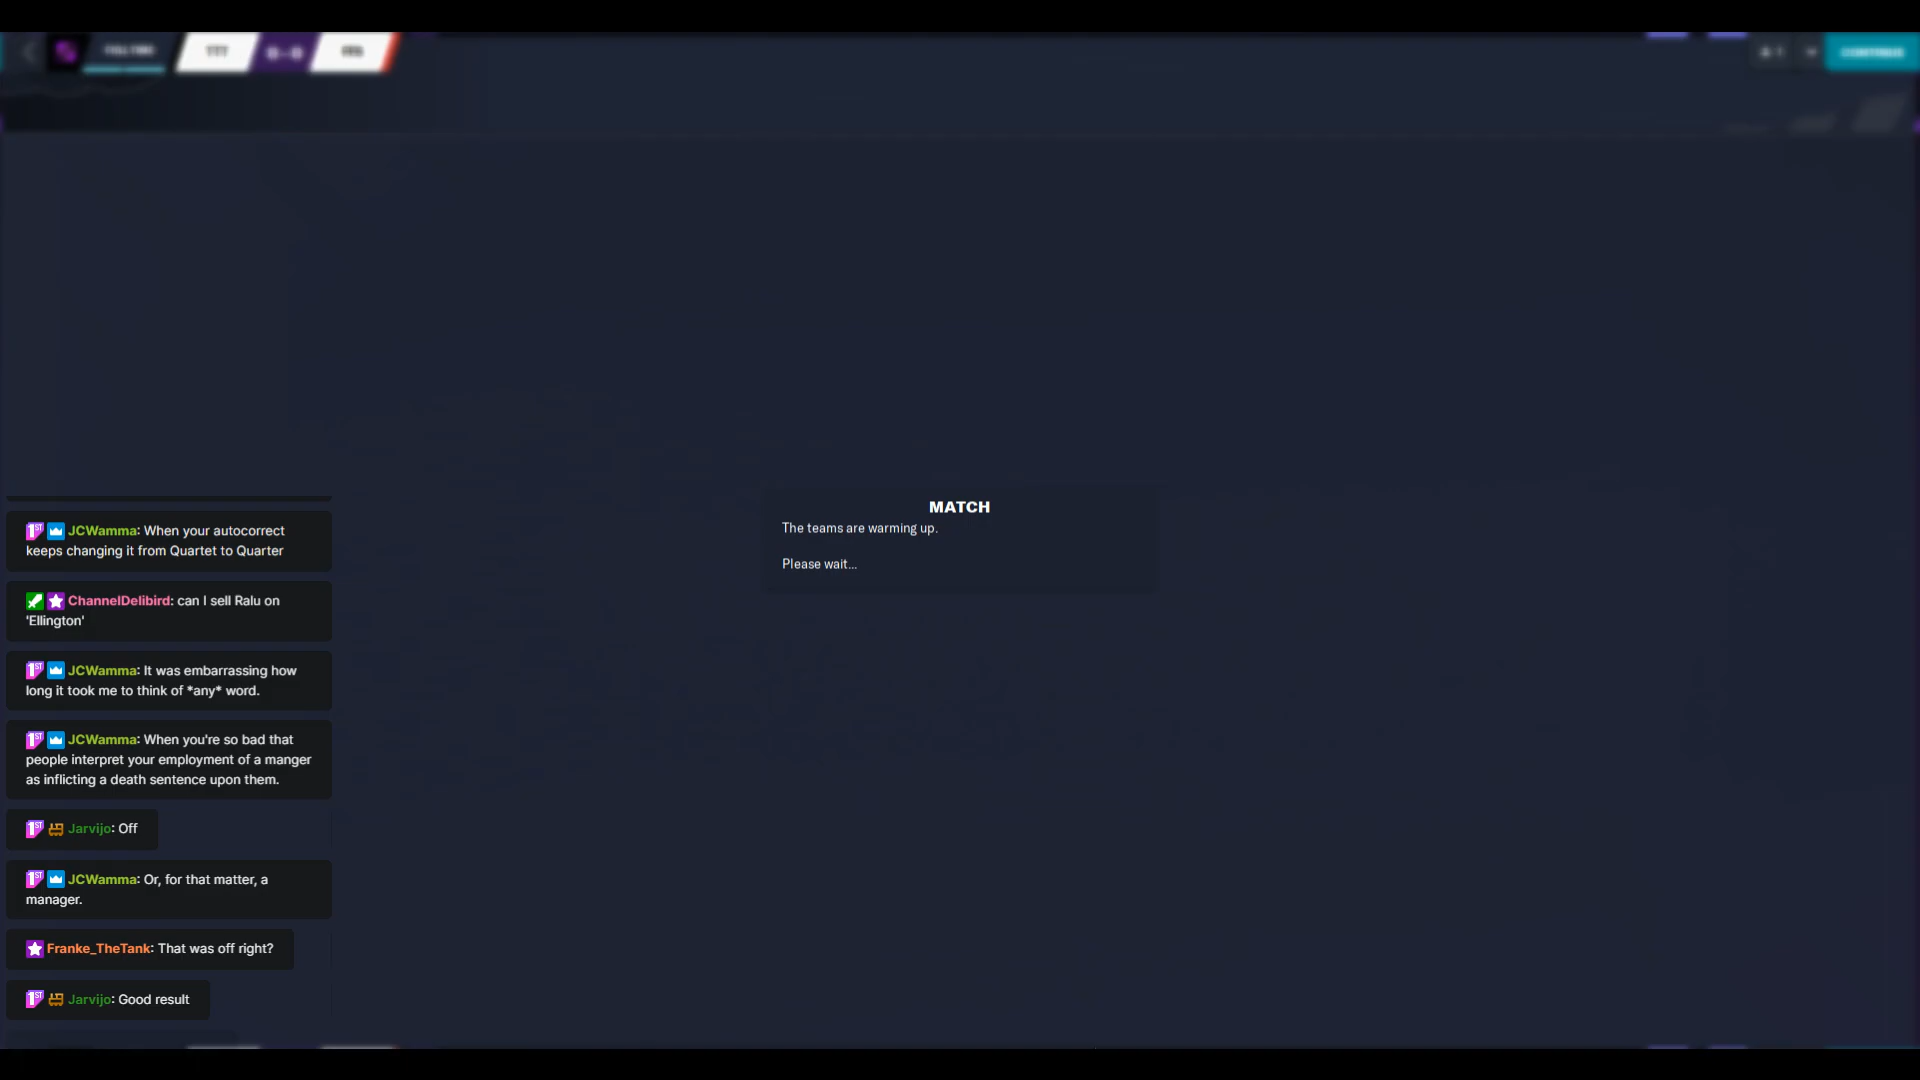 TTT
CONTINUE
MATCH
The teams are warming up.
Please wait...
JCWamma: When your autocorrect
keeps changing it from Quartet to Quarter
ChannelDelibird: can I sell Ralu on
'Ellington'
JCWamma: It was embarrassing how
long it took me to think of *any* word.
JCWamma: When you're so bad that
people interpret your employment of a manger
as inflicting a death sentence upon them.
Jarvijo: Off
JCWamma: Or, for that matter, a
manager.
Franke_TheTank: That was off right?
Jarvijo: Good result